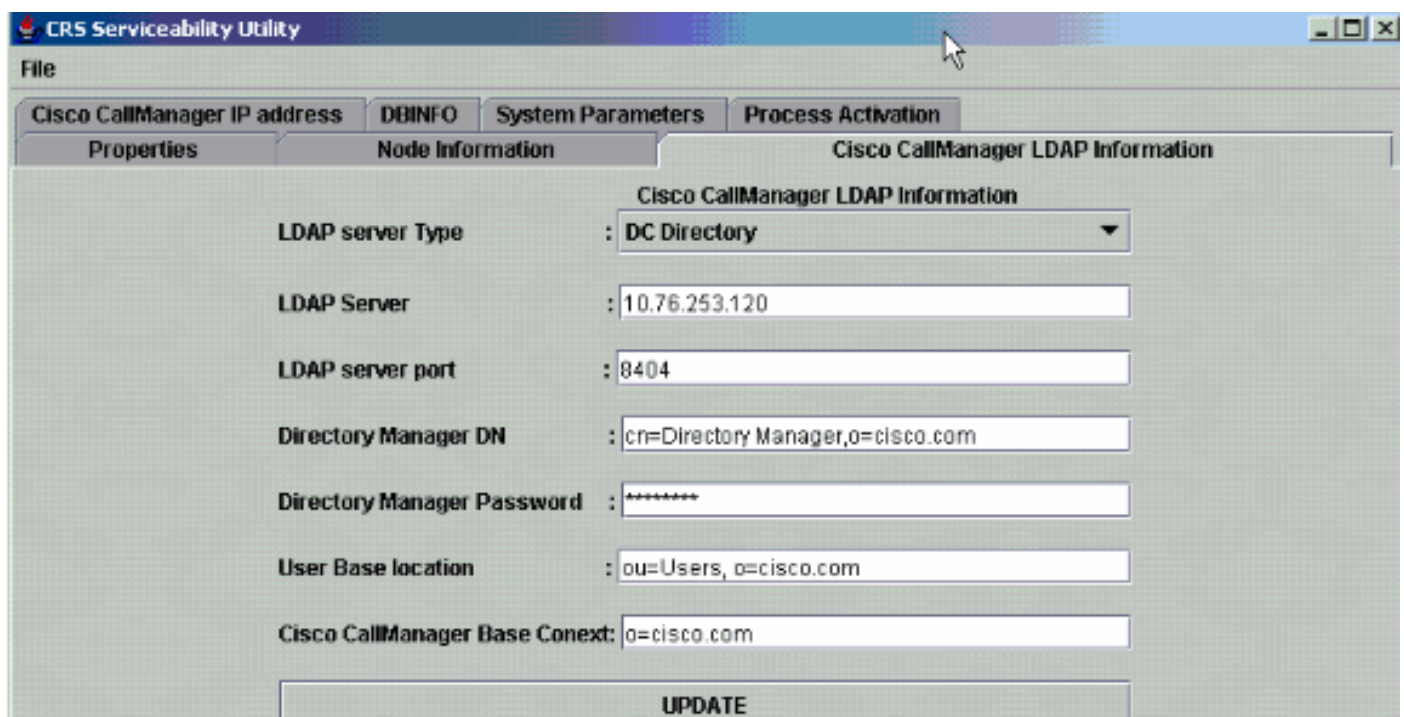 CRS Serviceability Utility
File
Cisco CallManager IP address DBINFO System Parameters Process Activation
Properties Node Information Cisco CallManager LDAP Information
Cisco CallManager LDAP Information
LDAP server Type : DC Directory
LDAP Server : 10.76.253.120
LDAP server port : 8404
Directory Manager DN : cn=Directory Manager,o=cisco.com
Directory Manager Password : ********
User Base location : ou=Users, o=cisco.com
Cisco CallManager Base Conext: o=cisco.com
UPDATE